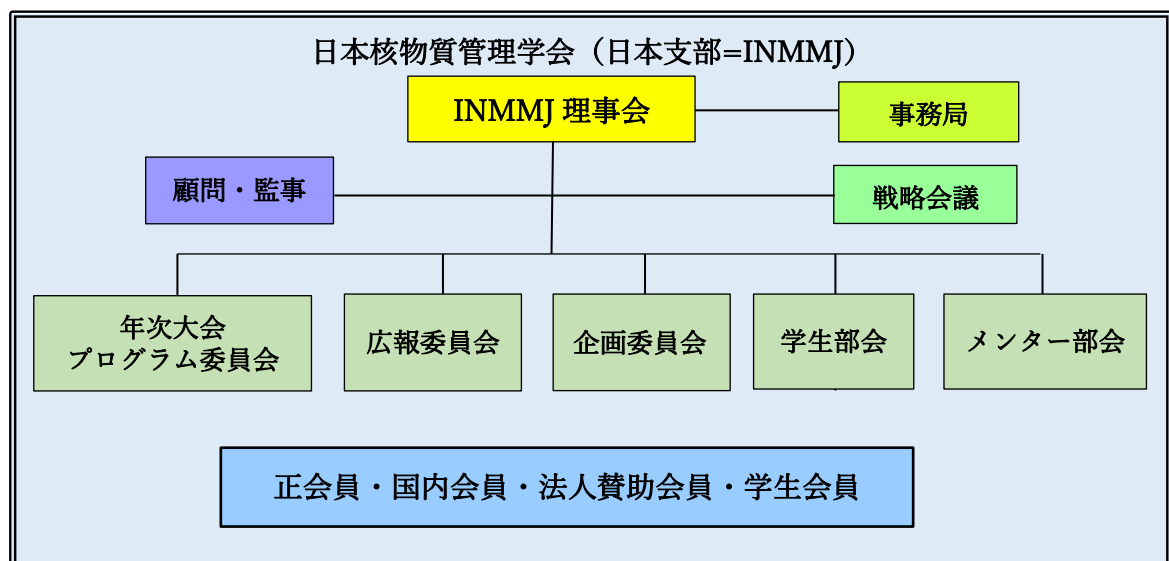 日本核物質管理学会（日本支部=INMMJ）
INMMJ 理事会
事務局
顧問・監事
戦略会議
年次大会
プログラム委員会
広報委員会
企画委員会
学生部会
メンター部会
正会員・国内会員・法人賛助会員・学生会員